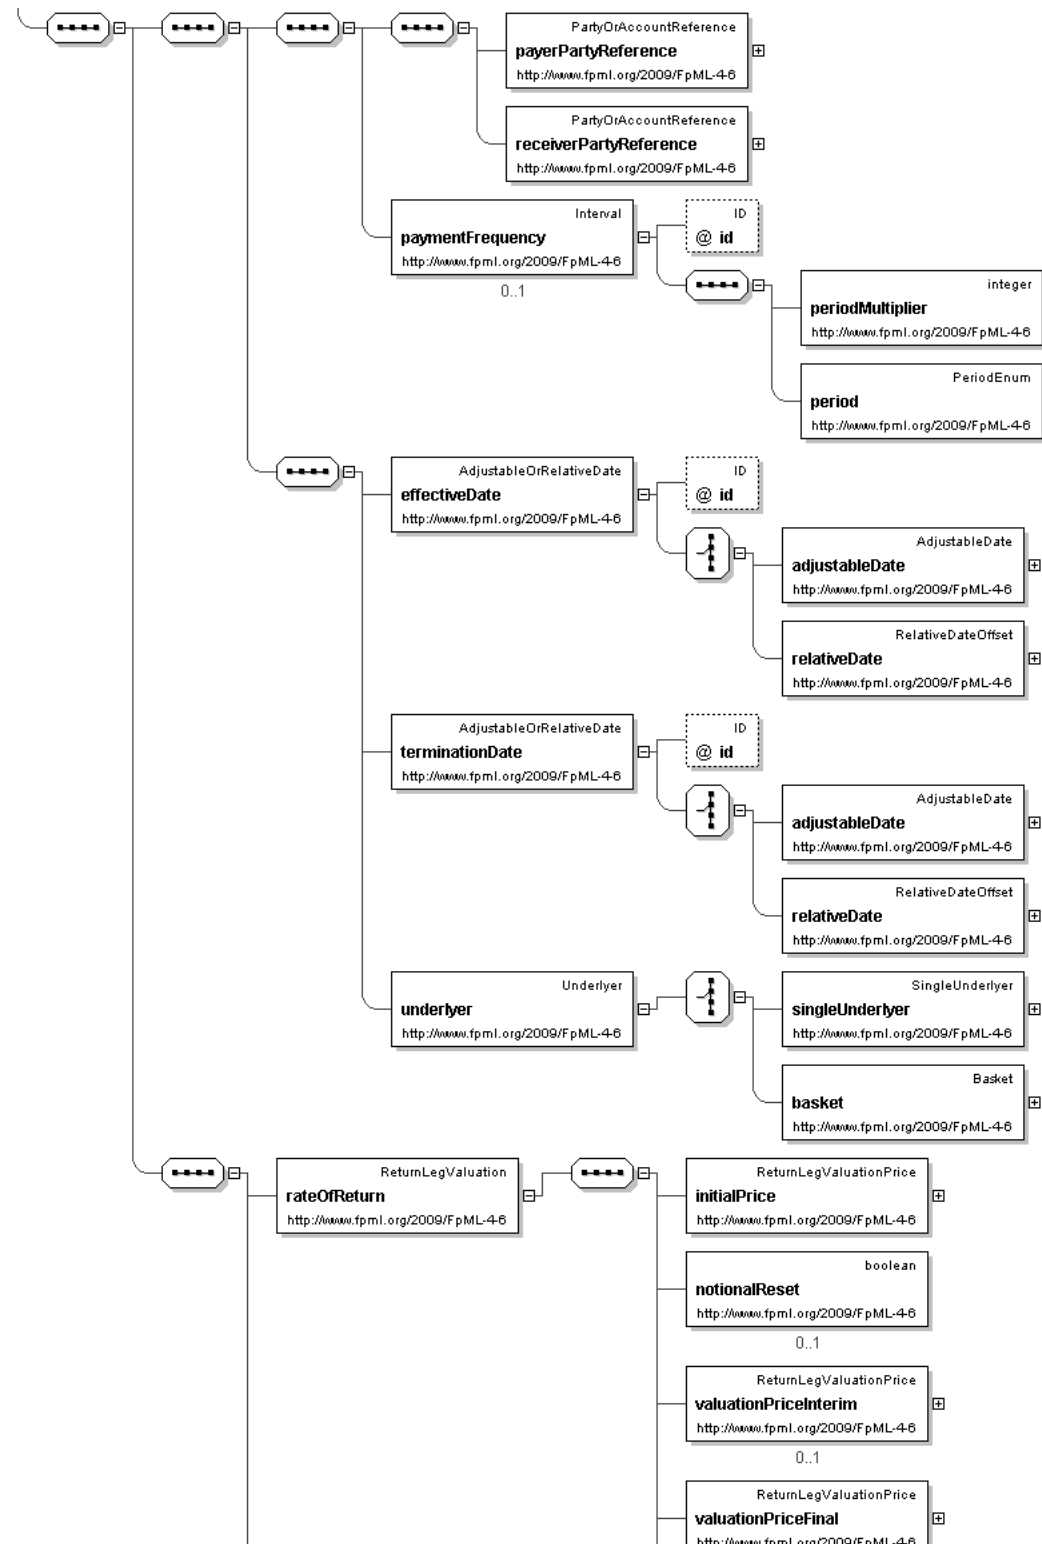 PartyOrAccountReference
payerPartyReference
http://www.fpml.org/2009/FpML-4-6
PartyOrAccountReference
receiverPartyReference
http://www.fpml.org/2009/FpML-4-6
Interval
paymentFrequency
http://www.fpml.org/2009/FpML-4-6
0..1
ID
@ id
integer
periodMultiplier
http://www.fpml.org/2009/FpML-4-6
PeriodEnum
period
http://www.fpml.org/2009/FpML-4-6
AdjustableOrRelativeDate
effectiveDate
http://www.fpml.org/2009/FpML-4-6
ID
@ id
AdjustableDate
adjustableDate
http://www.fpml.org/2009/FpML-4-6
RelativeDateOffset
relativeDate
http://www.fpml.org/2009/FpML-4-6
AdjustableOrRelativeDate
terminationDate
http://www.fpml.org/2009/FpML-4-6
ID
@ id
AdjustableDate
adjustableDate
http://www.fpml.org/2009/FpML-4-6
RelativeDateOffset
relativeDate
http://www.fpml.org/2009/FpML-4-6
Underlyer
underlyer
http://www.fpml.org/2009/FpML-4-6
SingleUnderlyer
singleUnderlyer
http://www.fpml.org/2009/FpML-4-6
Basket
basket
http://www.fpml.org/2009/FpML-4-6
ReturnLegValuation
rateOfReturn
http://www.fpml.org/2009/FpML-4-6
ReturnLegValuationPrice
initialPrice
http://www.fpml.org/2009/FpML-4-6
boolean
notionalReset
http://www.fpml.org/2009/FpML-4-6
0..1
ReturnLegValuationPrice
valuationPriceInterim
http://www.fpml.org/2009/FpML-4-6
0..1
ReturnLegValuationPrice
valuationPriceFinal
http://www.fpml.org/2009/FpML-4-6